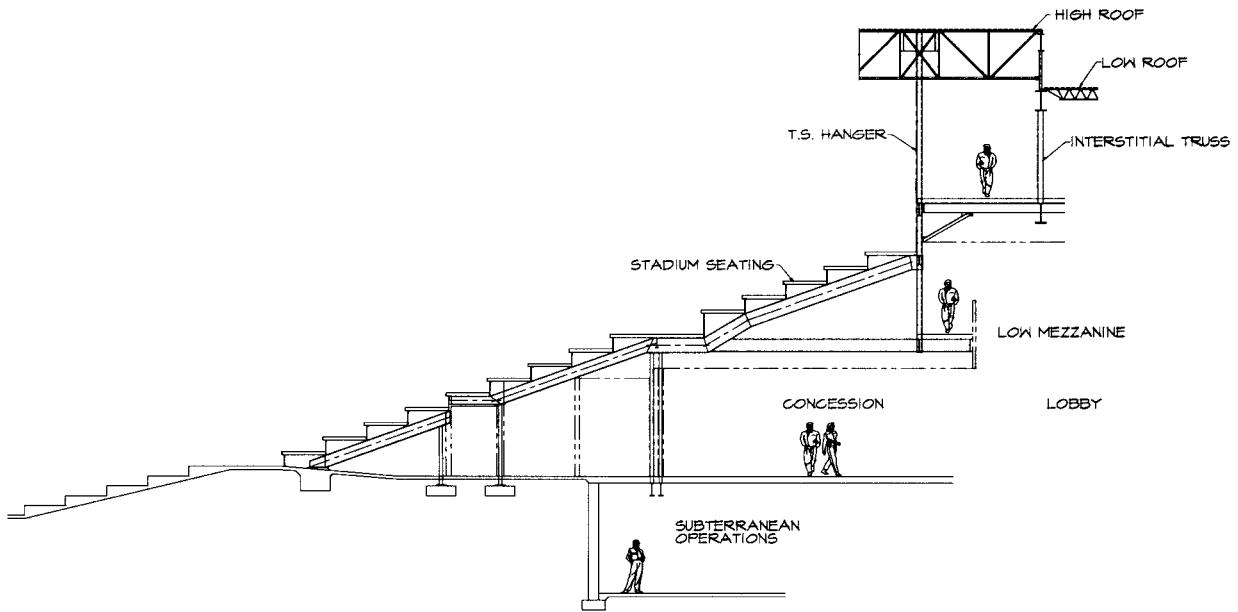 HIGH ROOF
LOW ROOF
T.S. HANGER
INTERSTITIAL TRUSS
STADIUM SEATING
LOW MEZZANINE
CONCESSION
LOBBY
SUBTERRANEAN
OPERATIONS